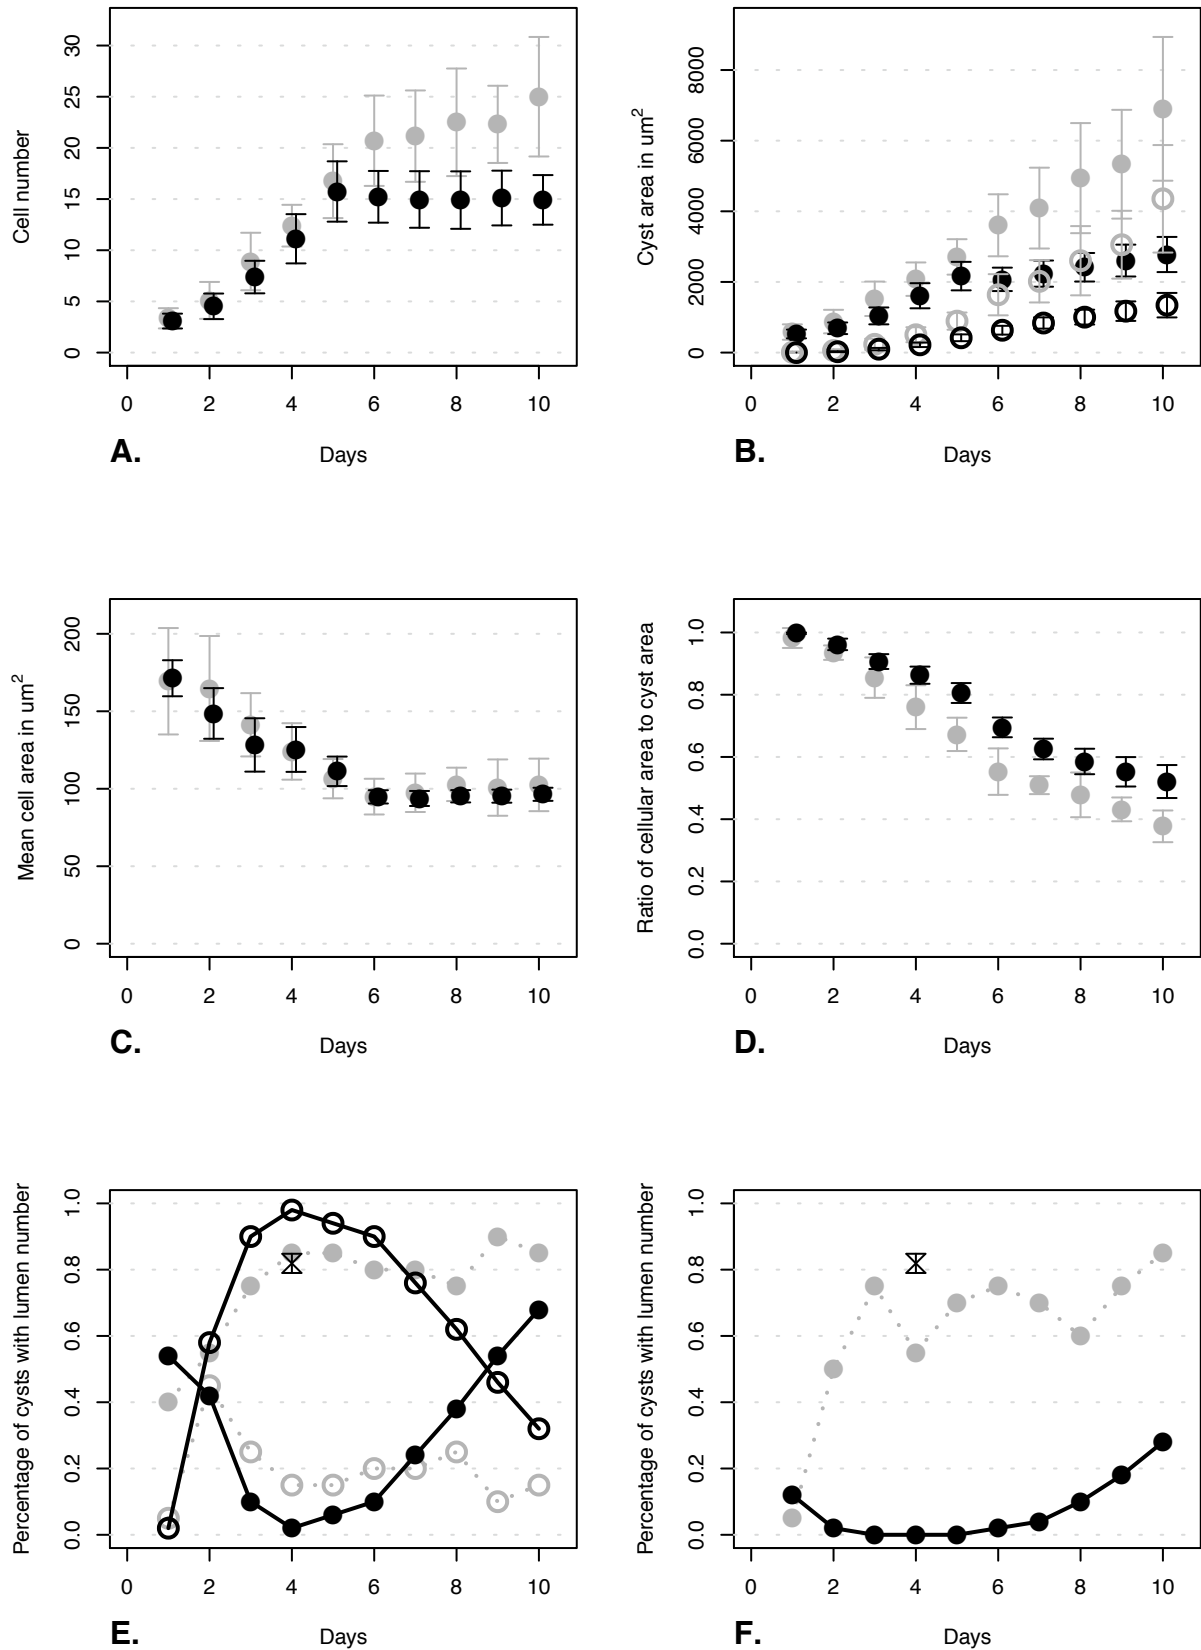 Cell number
30
25
20
15
10
5
0
0 2 4 6 8 10
A. Days
Cyst area in um2
8000
6000
4000
2000
0
0 2 4 6 8 10
B. Days
Mean cell area in um2
200
150
100
50
0
0 2 4 6 8 10
C. Days
Ratio of cellular area to cyst area
1.0
0.8
0.6
0.4
0.2
0.0
0 2 4 6 8 10
D. Days
Percentage of cysts with lumen number
1.0
0.8
0.6
0.4
0.2
0.0
0 2 4 6 8 10
E. Days
Percentage of cysts with lumen number
1.0
0.8
0.6
0.4
0.2
0.0
0 2 4 6 8 10
F. Days